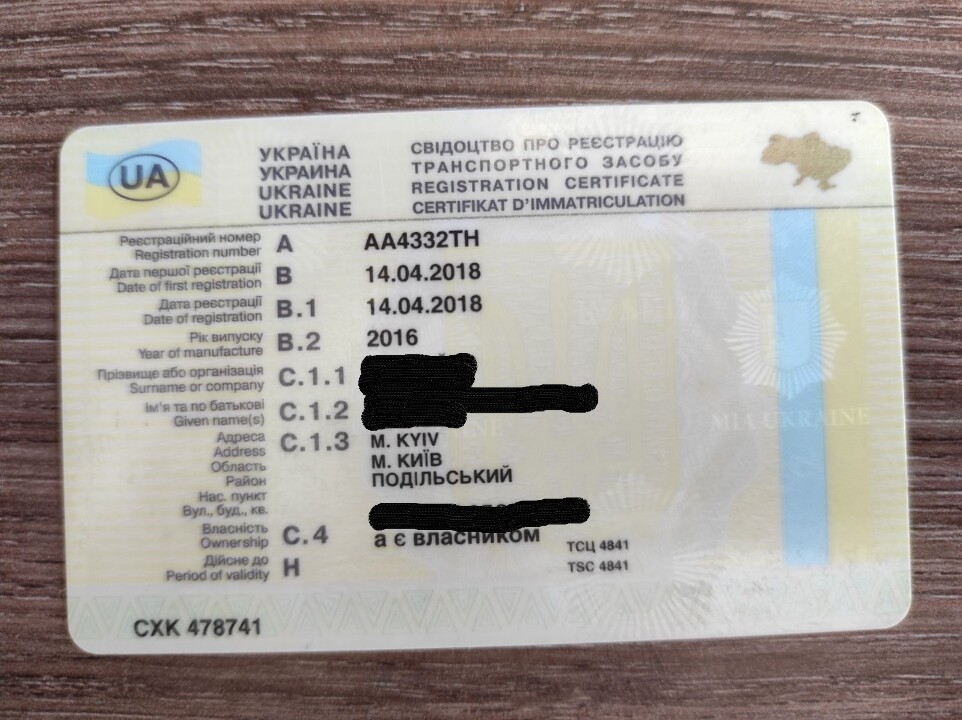 UA
УКРАЇНА
УКРАИНА
UKRAINE
UKRAINE
СВІДОЦТВО ПРО РЕЄСТРАЦІЮ
ТРАНСПОРТНОГО ЗАСОБУ
REGISTRATION CERTIFICATE
CERTIFIKAT D'IMMATRICULATION
Реєстраційний номер
Registration number A AA4332TH
Дата першої реєстрації
Date of first registration B 14.04.2018
Дата реєстрації
Date of registration B.1 14.04.2018
Рік випуску
Year of manufacture B.2 2016
Прізвище або організація
Surname or company C.1.1
Ім'я та по батькові
Given name(s) C.1.2
Адреса C.1.3 M. KYIV
Address М. КИЇВ
Область ПОДІЛЬСЬКИЙ
Район
Нас. пункт
Вул., буд., кв.
Власність
Ownership C.4 а є власником
Дійсне до ТСЦ 4841
Period of validity H TSC 4841
MIA UKRAINE
СХК 478741